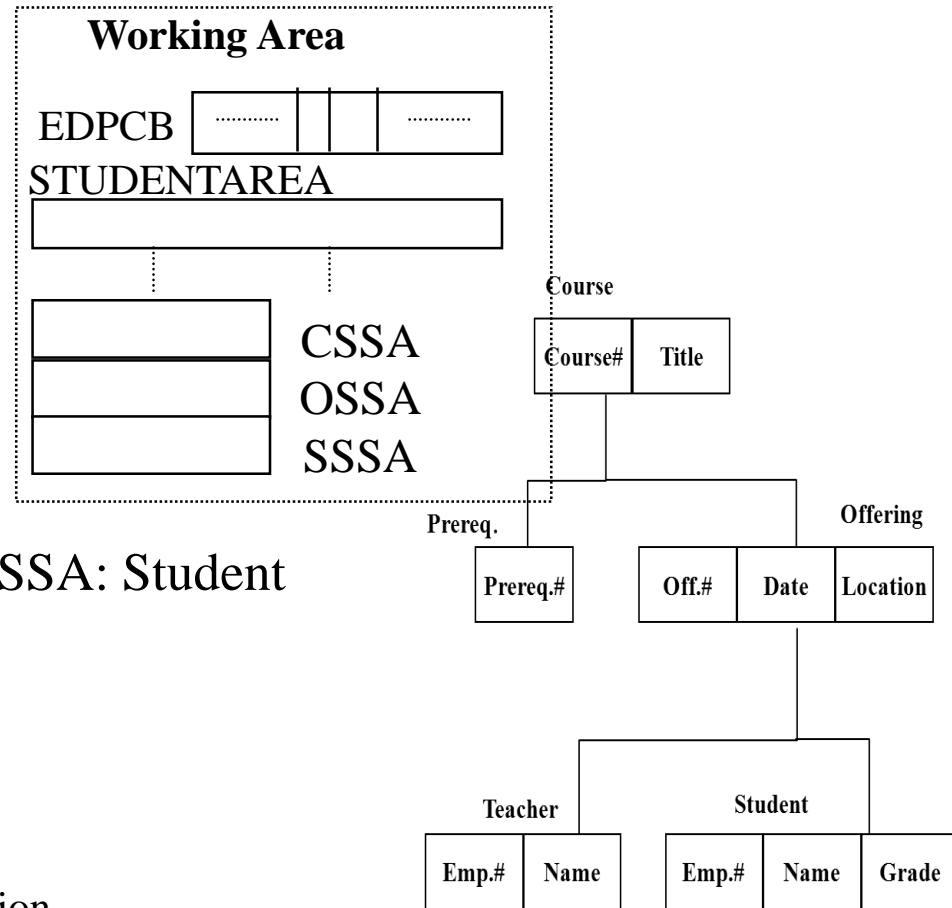 Working Area
EDPCB ............ ............
STUDENTAREA
CSSA
OSSA
SSSA
Course
Course# Title
Prereq.
Offering
Prereq.#
Off.# Date Location
SSA: Student
Teacher
Student
Emp.# Name
Emp.# Name Grade
ion